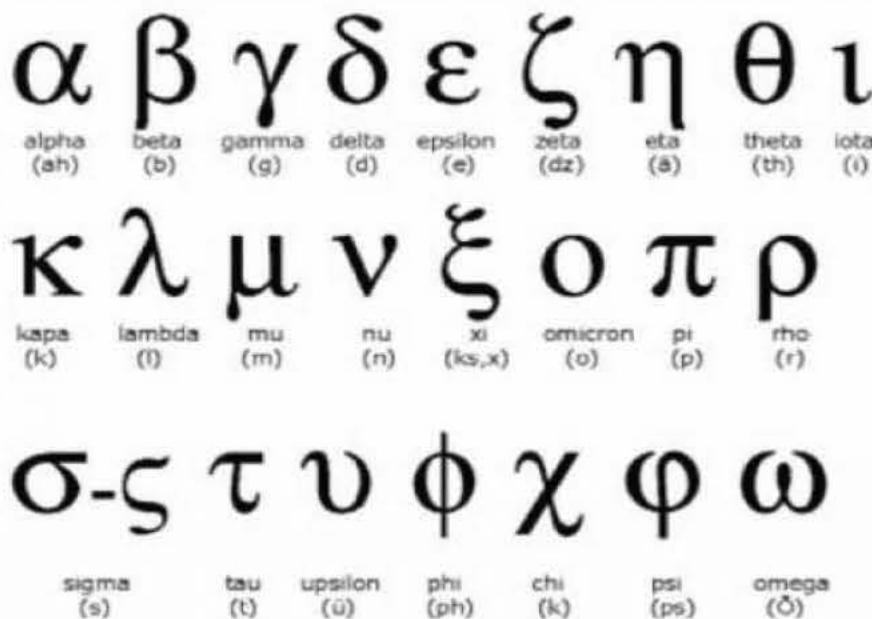 α β γ δ ε ζ η θ ι
alpha beta gamma delta epsilon zeta eta theta iota
(ah) (b) (g) (d) (e) (dz) (ā) (th) (i)
κ λ μ ν ξ ο π ρ
kapa lambda mu nu xi omicron pi rho
(k) (l) (m) (n) (ks,x) (o) (p) (r)
σ-ς τ υ ϕ χ φ ω
sigma tau upsilon phi chi psi omega
(s) (t) (ü) (ph) (k) (ps) (Ō)